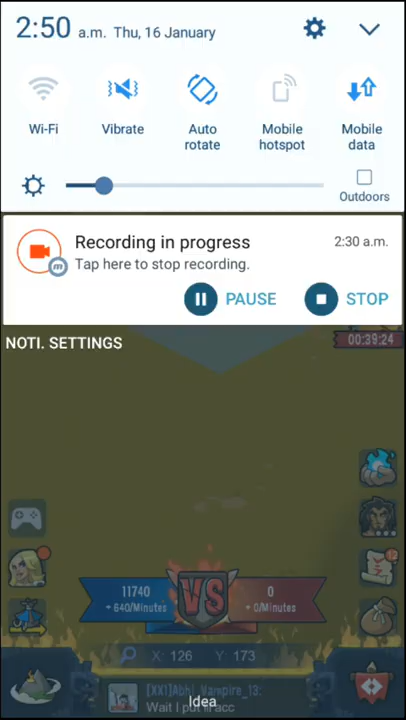 2:50 a.m. Thu, 16 January
Wi-Fi
Vibrate
Auto
rotate
Mobile
hotspot
Mobile
data
Outdoors
Recording in progress
2:30 a.m.
Tap here to stop recording.
PAUSE
STOP
NOTI. SETTINGS
00:39:24
11740
+ 640/Minutes
VS
0
+ 0/Minutes
X: 126
Y: 173
[XX1]Abhi_Vampire_13:
Wait I put acc
Idea